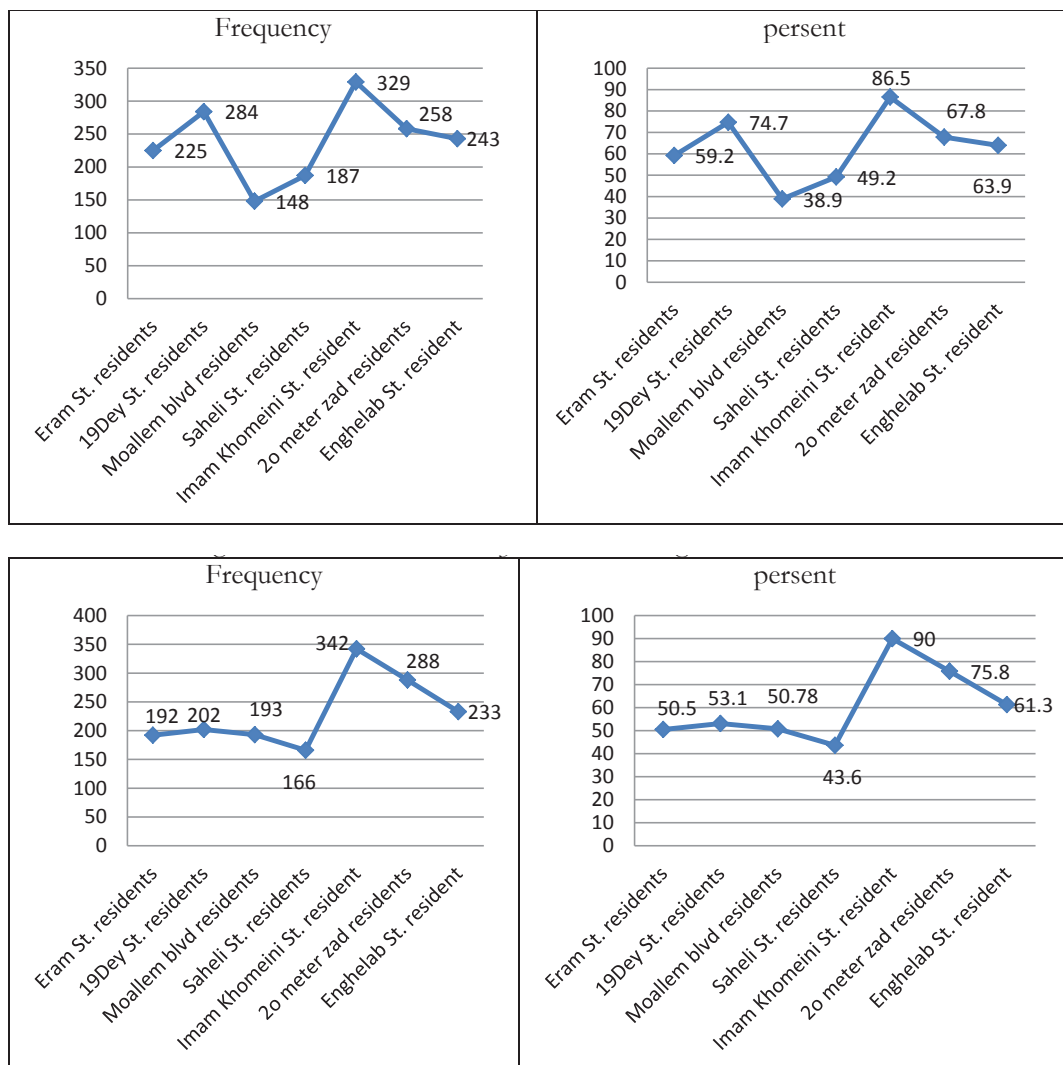 Frequency
350
300
250
200
150
100
50
0
225
284
148
187
329
258
243
Eram St. residents
19Dey St. residents
Moallem blvd residents
Saheli St. residents
Imam Khomeini St. resident
2o meter zad residents
Enghelab St. resident
persent
100
90
80
70
60
50
40
30
20
10
0
59.2
74.7
38.9
49.2
86.5
67.8
63.9
Eram St. residents
19Dey St. residents
Moallem blvd residents
Saheli St. residents
Imam Khomeini St. resident
2o meter zad residents
Enghelab St. resident
Frequency
400
350
300
250
200
150
100
50
0
192
202
193
166
342
288
233
Eram St. residents
19Dey St. residents
Moallem blvd residents
Saheli St. residents
Imam Khomeini St. resident
2o meter zad residents
Enghelab St. resident
persent
100
90
80
70
60
50
40
30
20
10
0
50.5
53.1
50.78
43.6
90
75.8
61.3
Eram St. residents
19Dey St. residents
Moallem blvd residents
Saheli St. residents
Imam Khomeini St. resident
2o meter zad residents
Enghelab St. resident